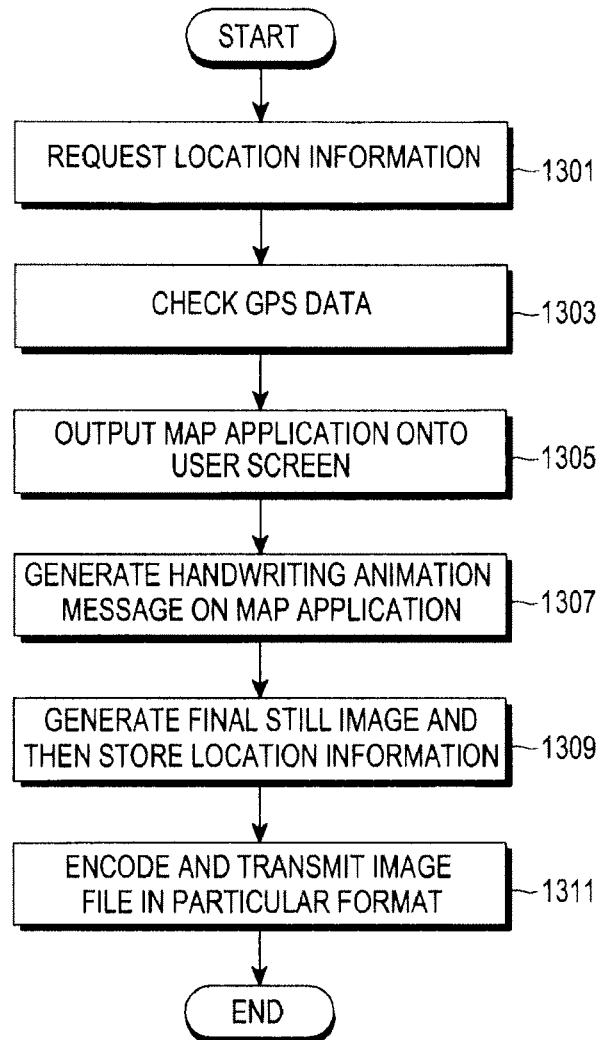 START
REQUEST LOCATION INFORMATION
1301
CHECK GPS DATA
1303
OUTPUT MAP APPLICATION ONTO
USER SCREEN
1305
GENERATE HANDWRITING ANIMATION
MESSAGE ON MAP APPLICATION
1307
GENERATE FINAL STILL IMAGE AND
THEN STORE LOCATION INFORMATION
1309
ENCODE AND TRANSMIT IMAGE
FILE IN PARTICULAR FORMAT
1311
END